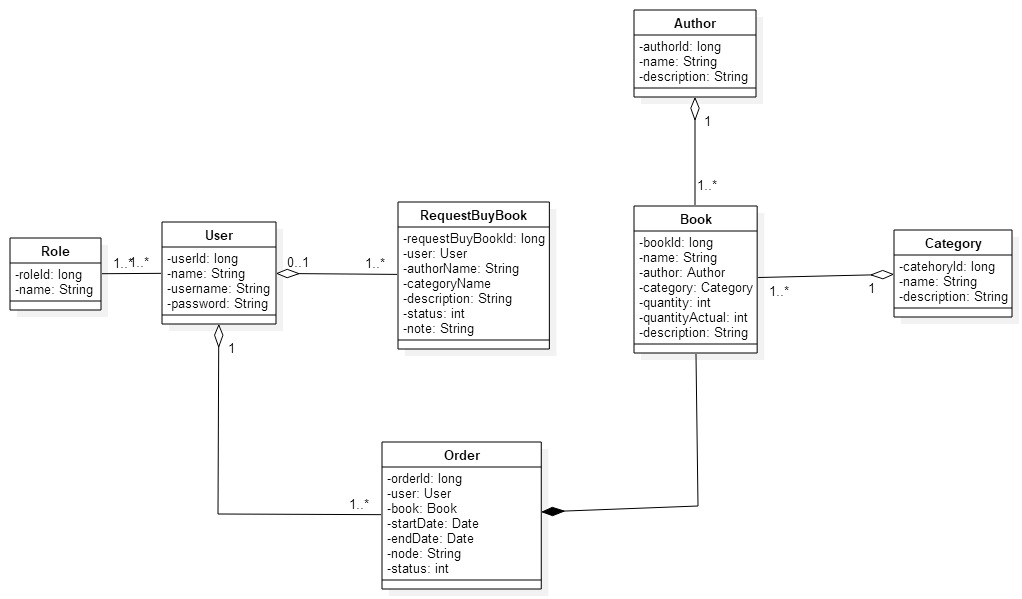 Author
-authorId: long
-name: String
-description: String
1
1..*
Role
-roleId: long
-name: String
1..*
1..*
User
-userId: long
-name: String
-username: String
-password: String
0..1
1..*
1
RequestBuyBook
-requestBuyBookId: long
-user: User
-authorName: String
-categoryName
-description: String
-status: int
-note: String
Book
-bookId: long
-name: String
-author: Author
-category: Category
-quantity: int
-quantityActual: int
-description: String
1..*
1
Category
-catehoryId: long
-name: String
-description: String
1..*
Order
-orderId: long
-user: User
-book: Book
-startDate: Date
-endDate: Date
-node: String
-status: int